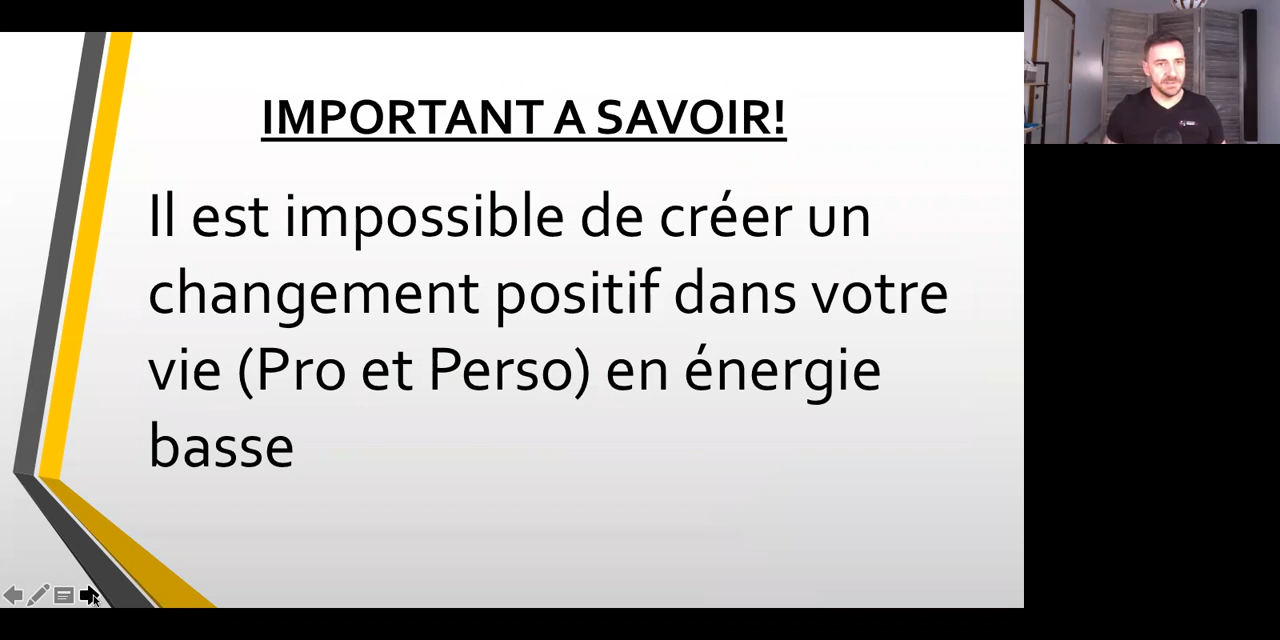 IMPORTANT A SAVOIR!
Il est impossible de créer un
changement positif dans votre
vie (Pro et Perso) en énergie
basse